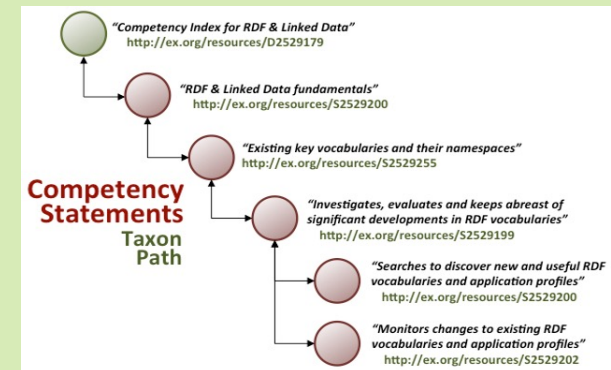 “Competency Index for RDF & Linked Data”
http://ex.org/resources/D2529179
“RDF & Linked Data fundamentals”
http://ex.org/resources/S2529200
“Existing key vocabularies and their namespaces”
http://ex.org/resources/S2529255
Competency
Statements
Taxon
Path
“Investigates, evaluates and keeps abreast of
significant developments in RDF vocabularies”
http://ex.org/resources/S2529199
“Searches to discover new and useful RDF
vocabularies and application profiles”
http://ex.org/resources/S2529200
“Monitors changes to existing RDF
vocabularies and application profiles”
http://ex.org/resources/S2529202